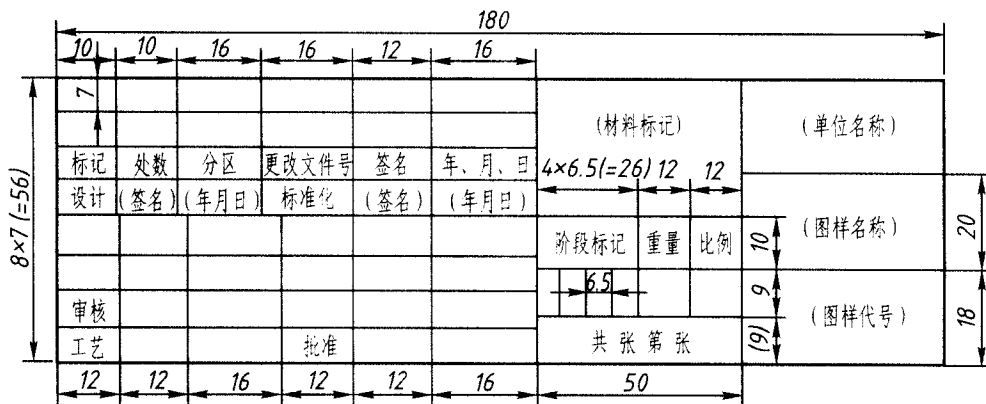 180
10 10 16 16 12 16
7
(材料标记) (单位名称)
标记 处数 分区 更改文件号 签名 年、月、日 4×6.5(=26) 12 12
设计 (签名) (年月日) 标准化 (签名) (年月日)
8×7(=56)
阶段标记 重量 比例 10 (图样名称) 20
6.5 9
审核 (图样代号) 18
工艺 批准 共 张 第 张 (9)
12 12 16 12 12 16 50